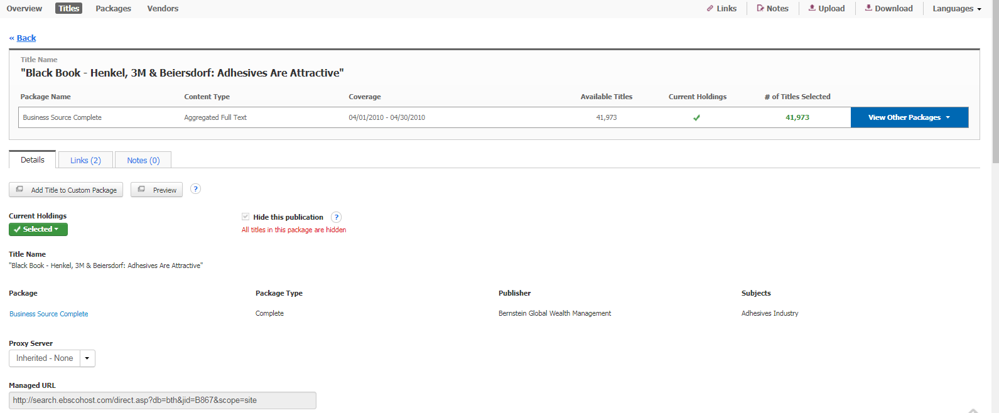 Overview Titles Packages Vendors Links Notes Upload Download Languages
« Back
Title Name
"Black Book - Henkel, 3M & Beiersdorf: Adhesives Are Attractive"
Package Name Content Type Coverage Available Titles Current Holdings # of Titles Selected
Business Source Complete Aggregated Full Text 04/01/2010 - 04/30/2010 41,973 41,973 View Other Packages
Details Links (2) Notes (0)
Add Title to Custom Package Preview ?
Current Holdings Hide this publication ?
Selected All titles in this package are hidden
Title Name
"Black Book - Henkel, 3M & Beiersdorf: Adhesives Are Attractive"
Package Package Type Publisher Subjects
Business Source Complete Complete Bernstein Global Wealth Management Adhesives Industry
Proxy Server
Inherited - None
Managed URL
http://search.ebscohost.com/direct.asp?db=bth&jid=B867&scope=site